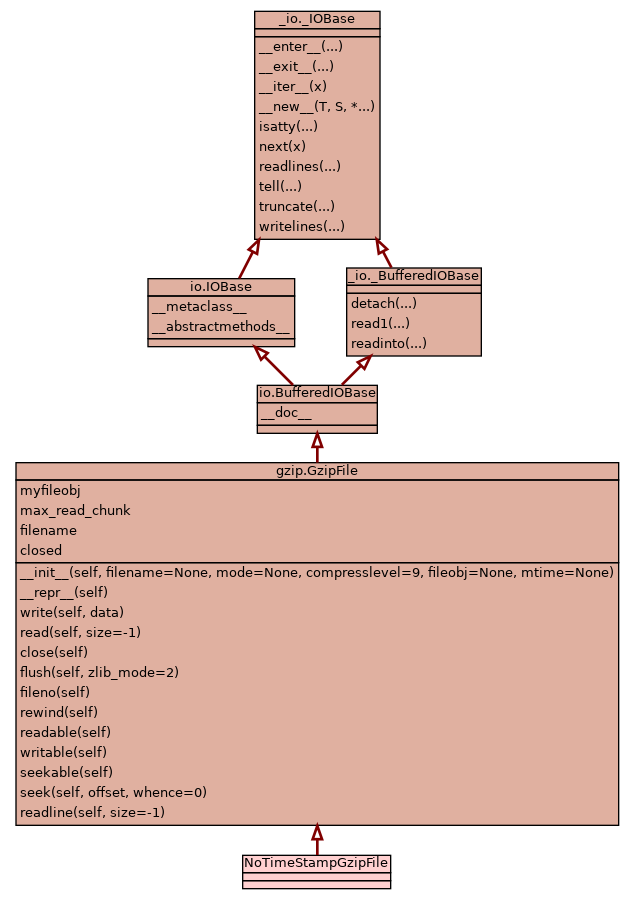 _io._IOBase
__enter__(...)
__exit__(...)
__iter__(x)
__new__(T, S, *...)
isatty(...)
next(x)
readlines(...)
tell(...)
truncate(...)
writelines(...)
io.IOBase
__metaclass__
__abstractmethods__
_io._BufferedIOBase
detach(...)
read1(...)
readinto(...)
io.BufferedIOBase
__doc__
gzip.GzipFile
myfileobj
max_read_chunk
filename
closed
__init__(self, filename=None, mode=None, compresslevel=9, fileobj=None, mtime=None)
__repr__(self)
write(self, data)
read(self, size=-1)
close(self)
flush(self, zlib_mode=2)
fileno(self)
rewind(self)
readable(self)
writable(self)
seekable(self)
seek(self, offset, whence=0)
readline(self, size=-1)
NoTimeStampGzipFile